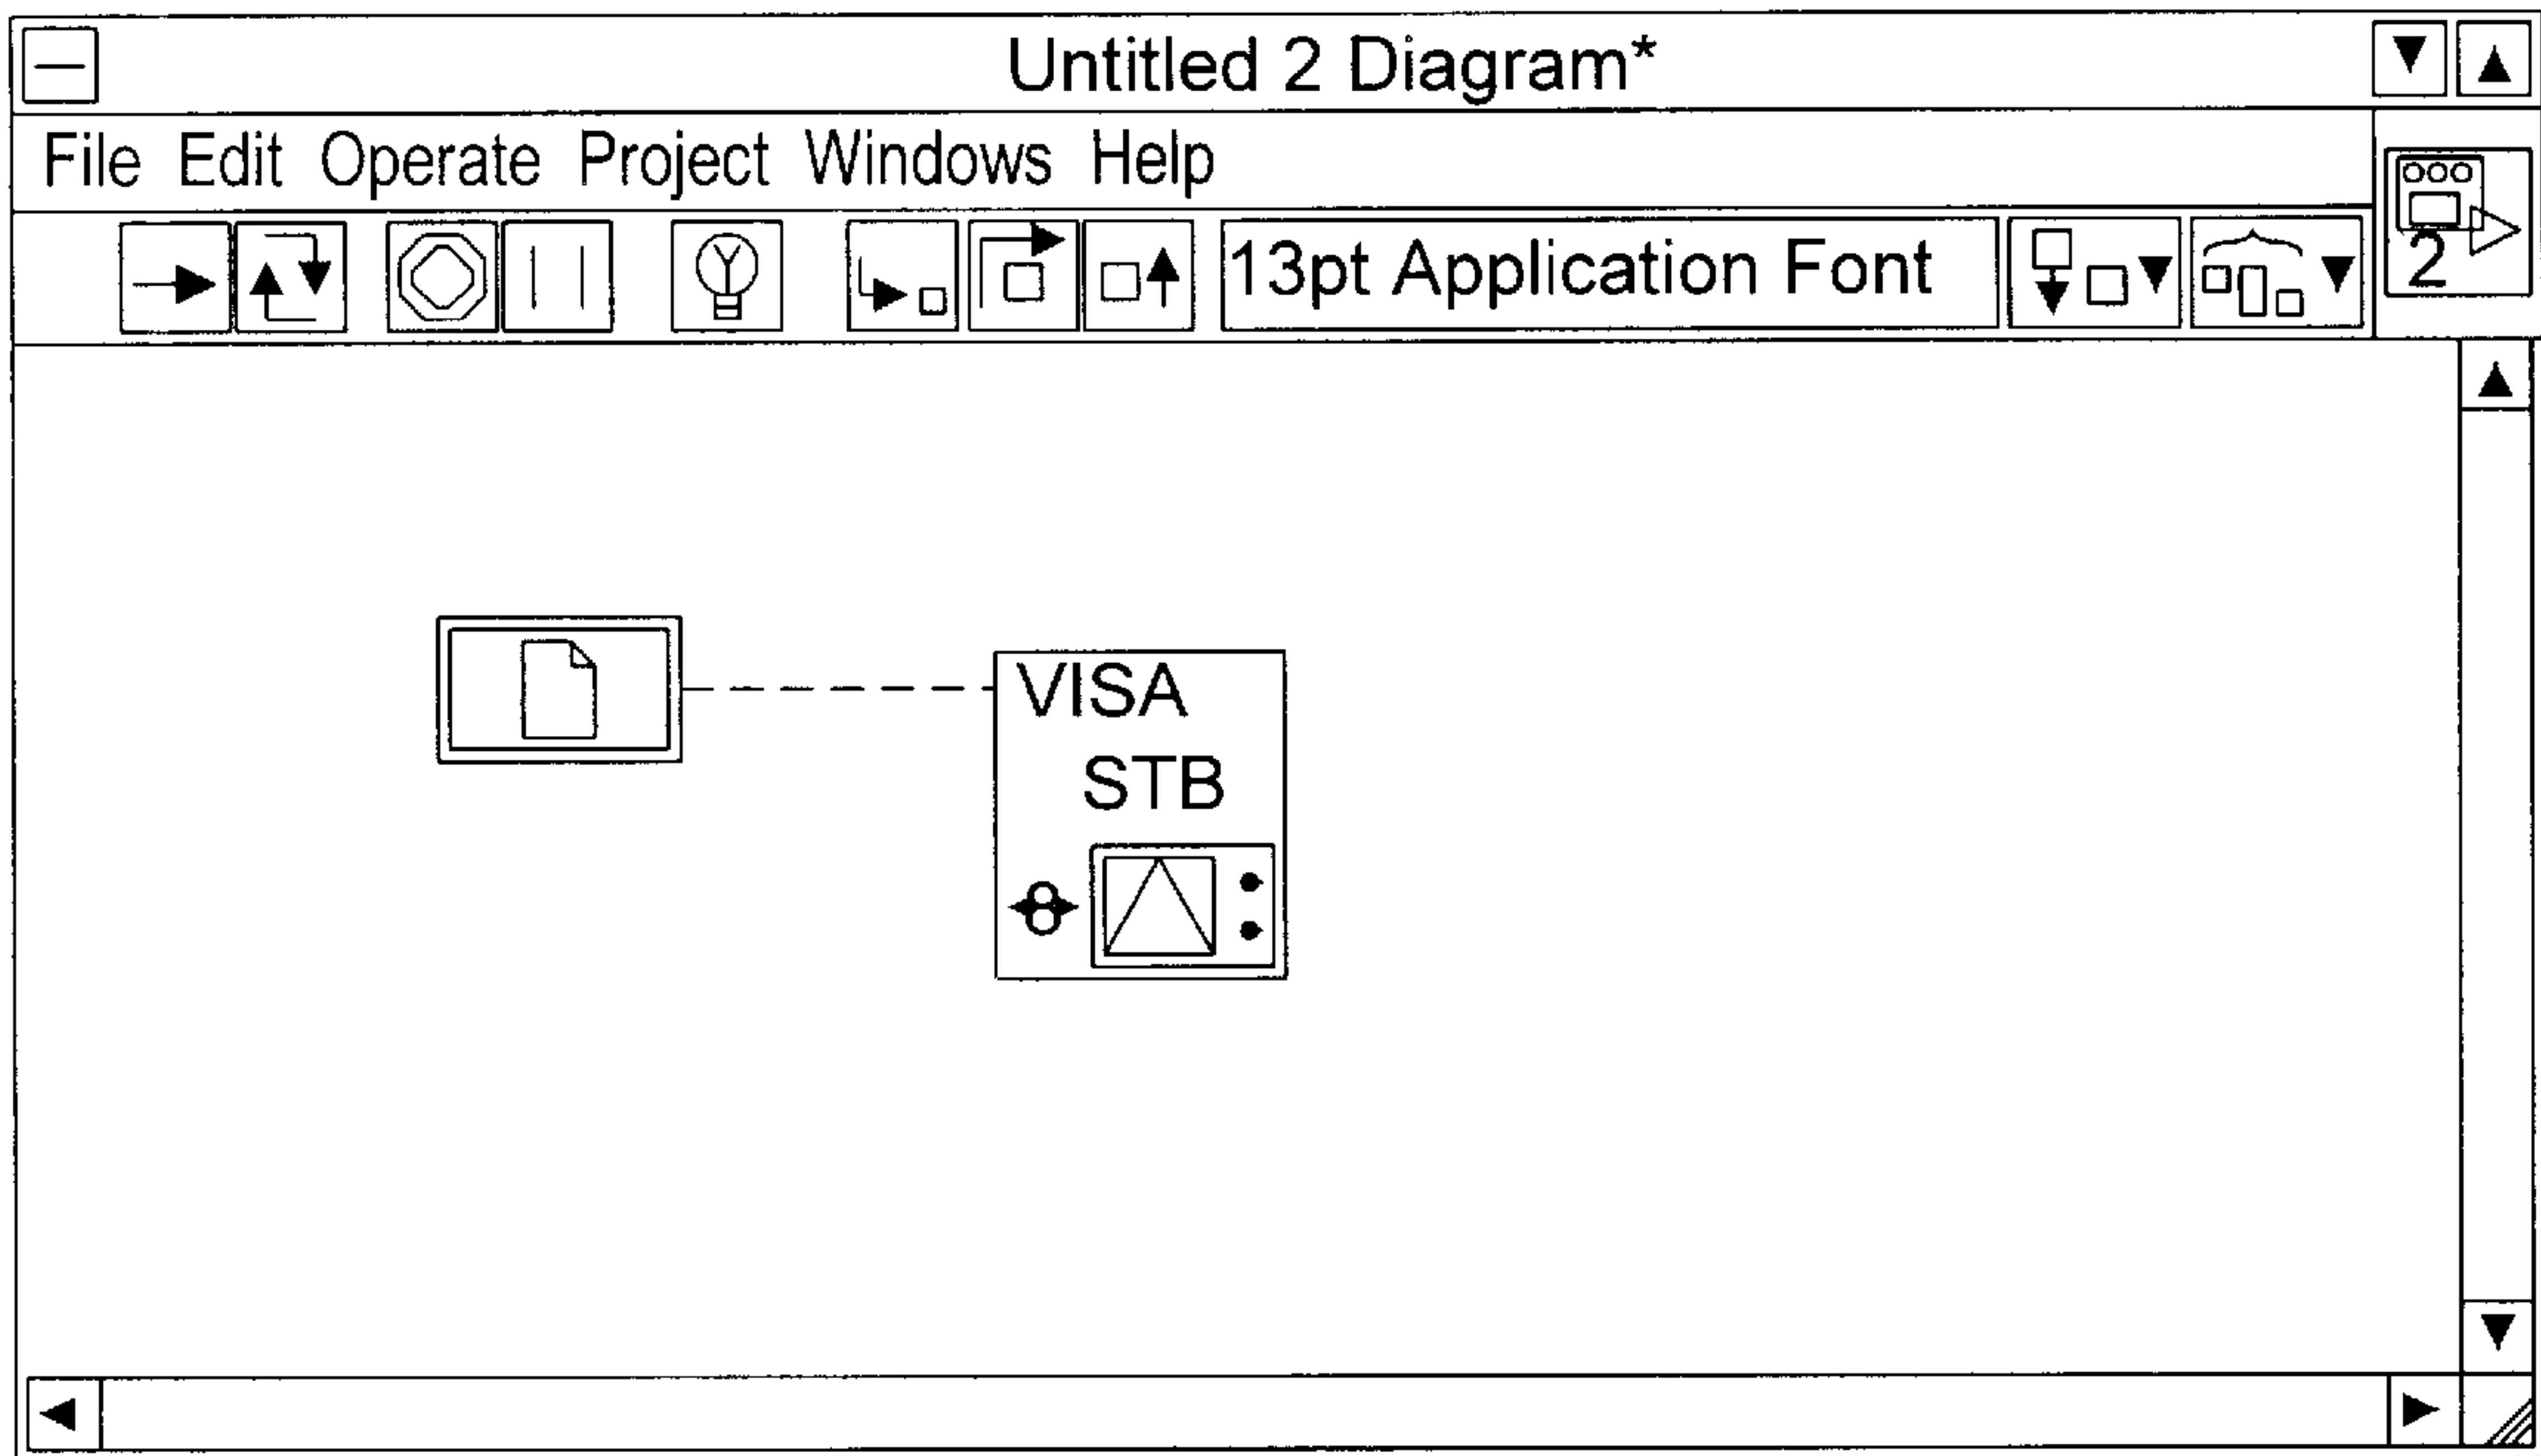 Untitled 2 Diagram*
File Edit Operate Project Windows Help
13pt Application Font
2
VISA
STB